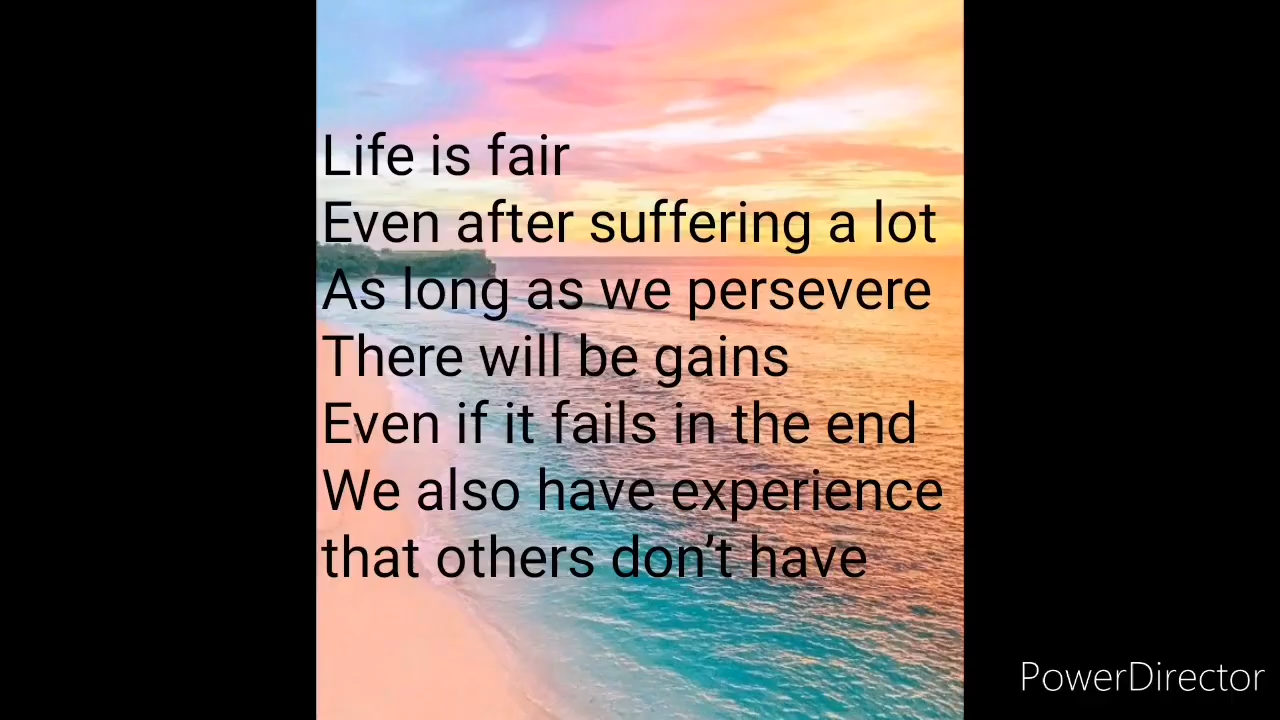 Life is fair
Even after suffering a lot
As long as we persevere
There will be gains
Even if it fails in the end
We also have experience
that others don’t have
PowerDirector